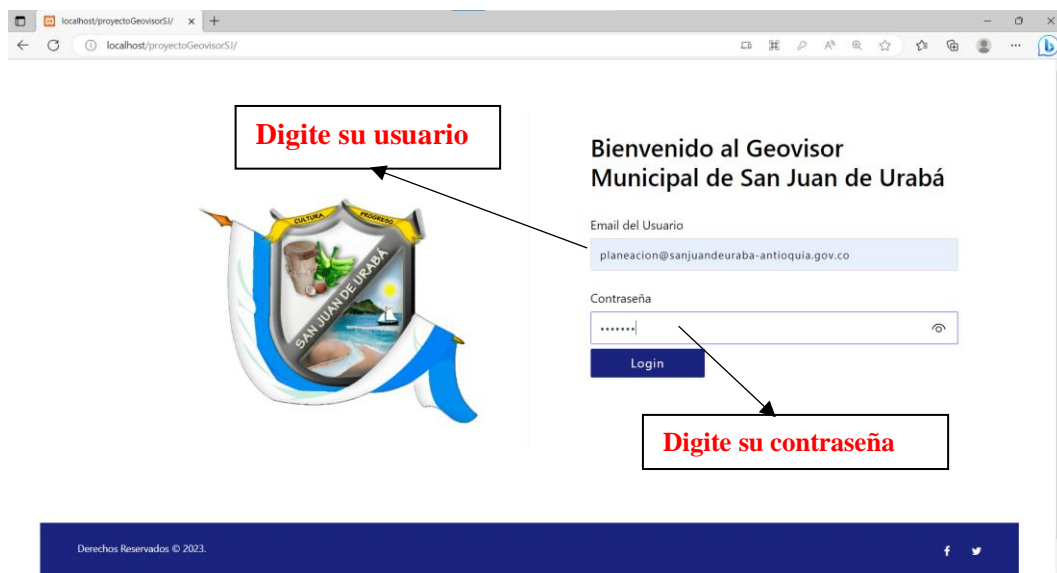 localhost/proyectoGeovisorSJ/
localhost/proyectoGeovisorSJ/
Digite su usuario
Bienvenido al Geovisor
Municipal de San Juan de Urabá
CULTURA
PROGRESO
SAN JUAN DE URABÁ
Email del Usuario
planeacion@sanjuandeuraba-antioquia.gov.co
Contraseña
•••••••
Login
Digite su contraseña
Derechos Reservados © 2023.